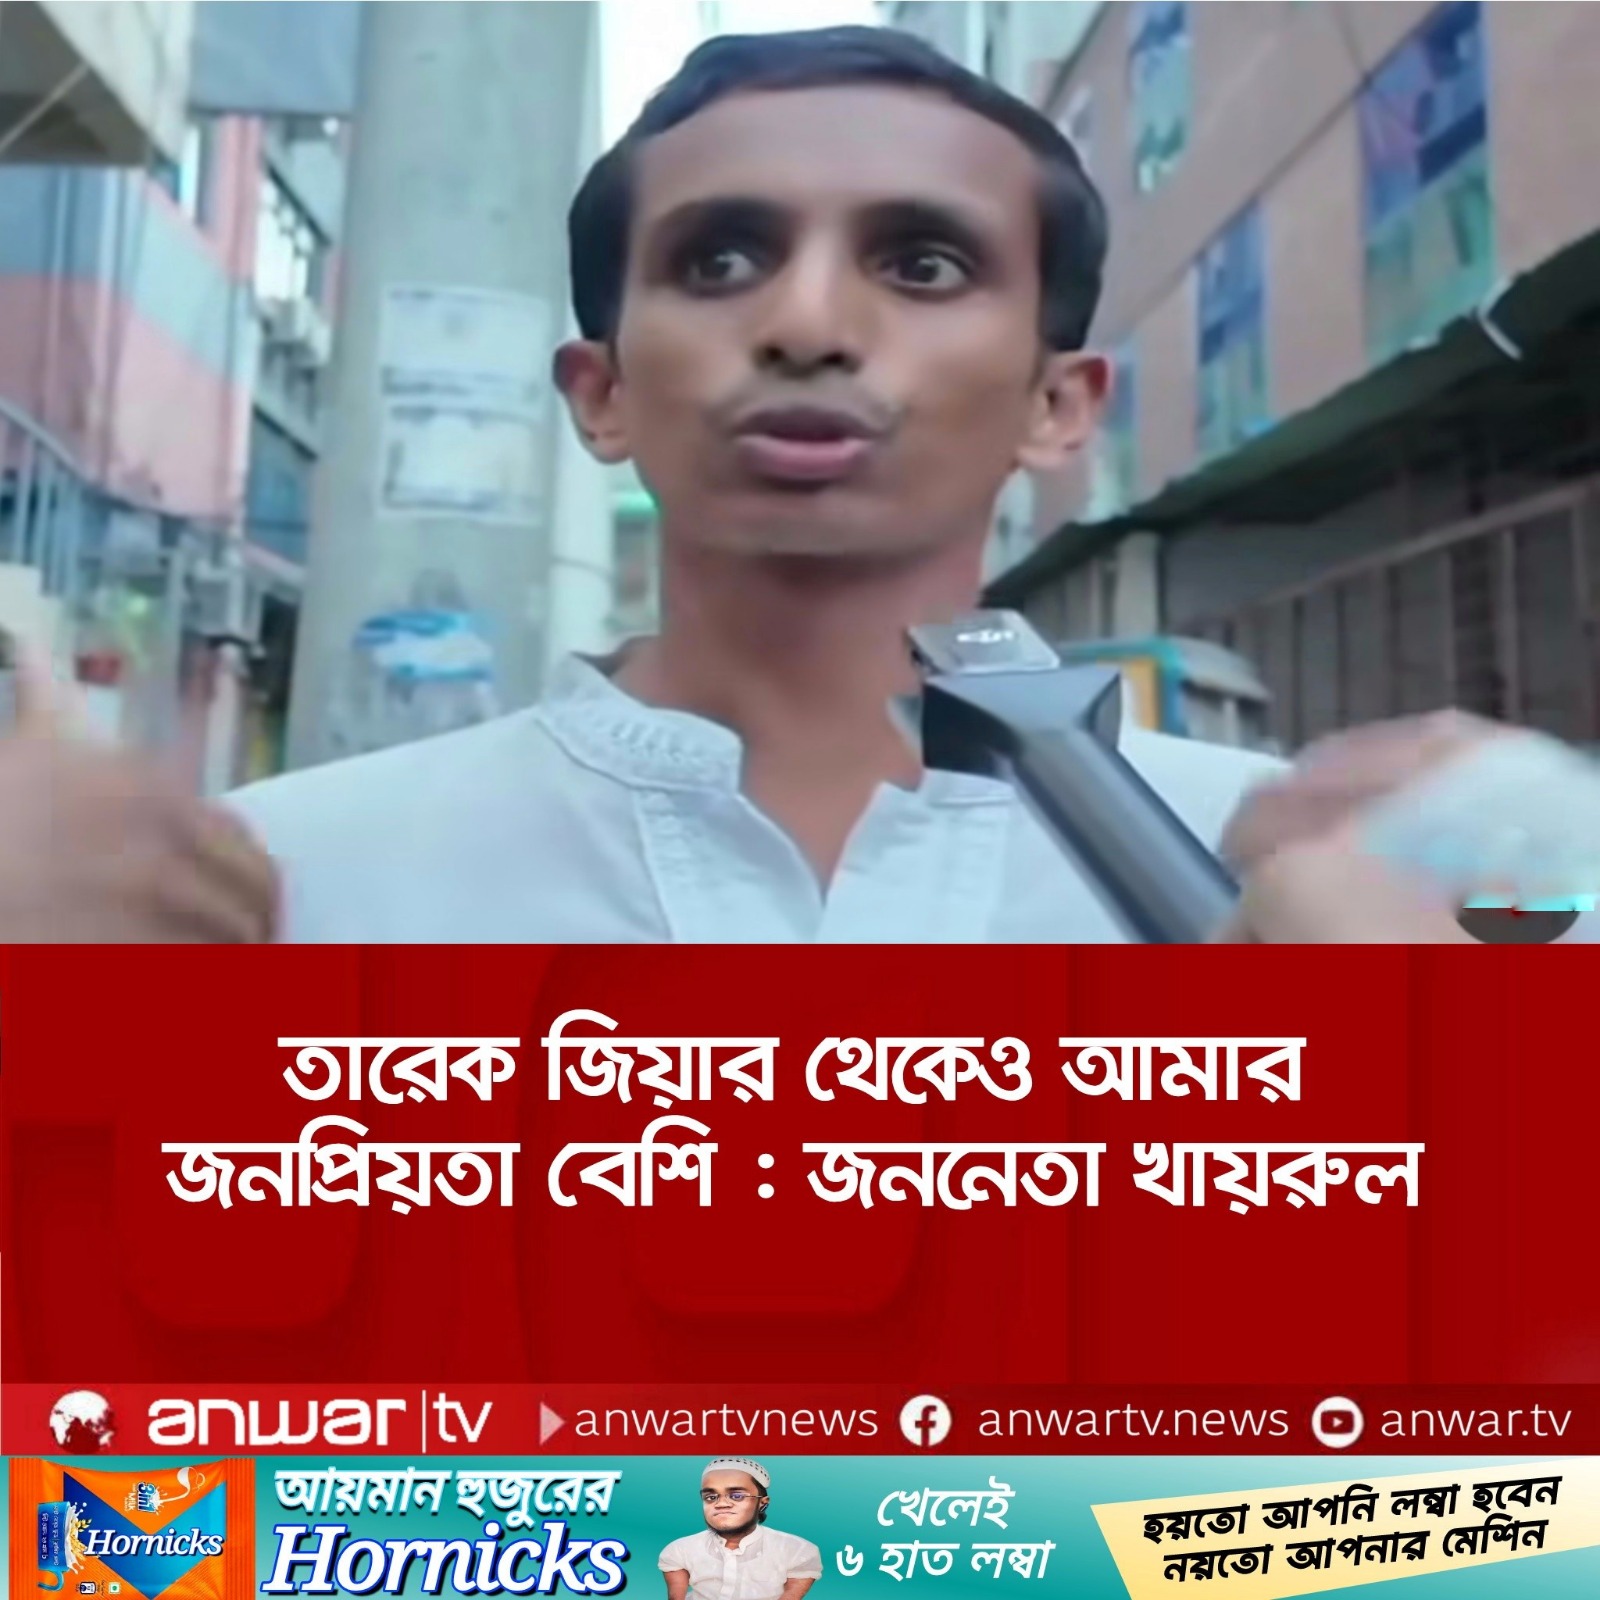 তারেক জিয়ার থেকেও আমার
জনপ্রিয়তা বেশি : জননেতা খায়রুল
anwar|tv anwartvnews anwartv.news anwar.tv
Hornicks
আয়মান হুজুরের
Hornicks
খেলেই
৬ হাত লম্বা
হয়তো আপনি লম্বা হবেন
নয়তো আপনার মেশিন